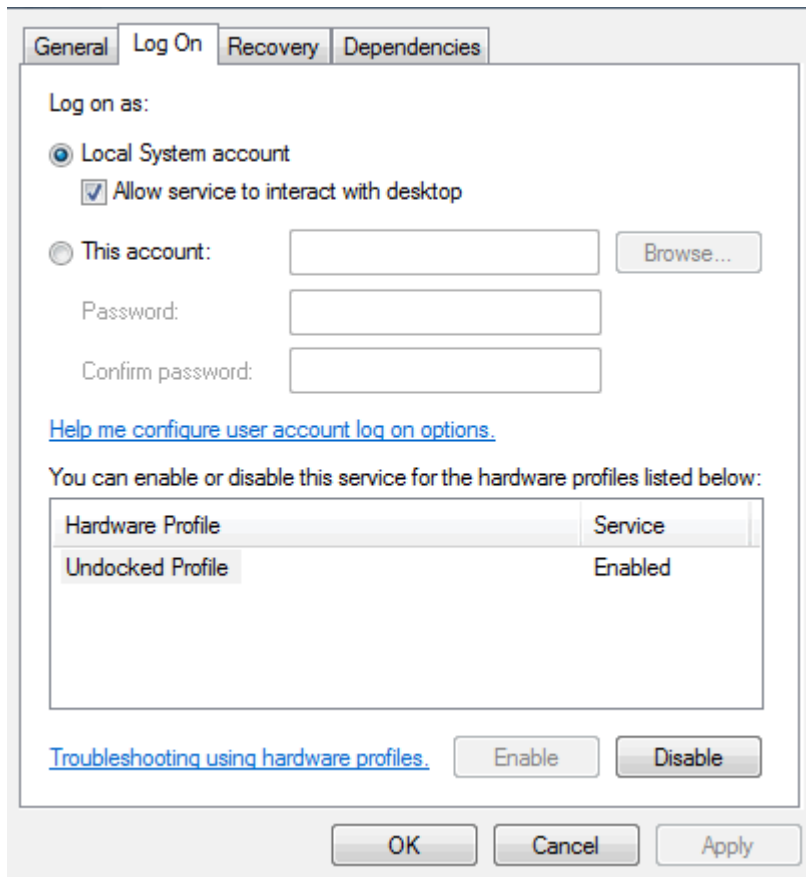 General Log On Recovery Dependencies
Log on as:
Local System account
Allow service to interact with desktop
This account: Browse...
Password:
Confirm password:
Help me configure user account log on options.
You can enable or disable this service for the hardware profiles listed below:
Hardware Profile Service
Undocked Profile Enabled
Troubleshooting using hardware profiles. Enable Disable
OK Cancel Apply